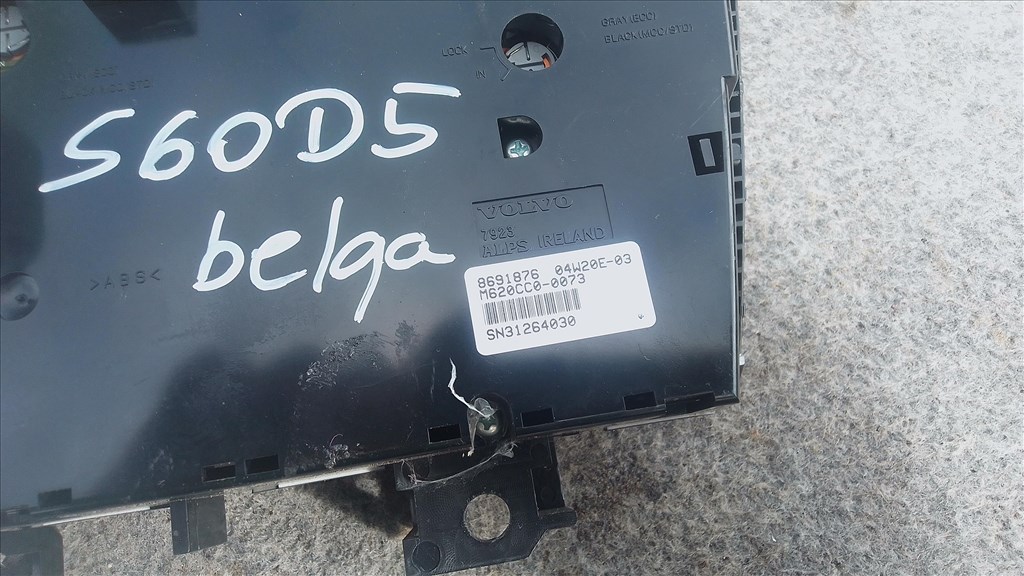 GRAY(ECC)
BLACK(MCC/STD)
LOCK
IN
S60D5
belga
>ABS<
VOLVO
7923
ALPS IRELAND
8691876 04W20E-03
M620CC0-0073
SN31264030